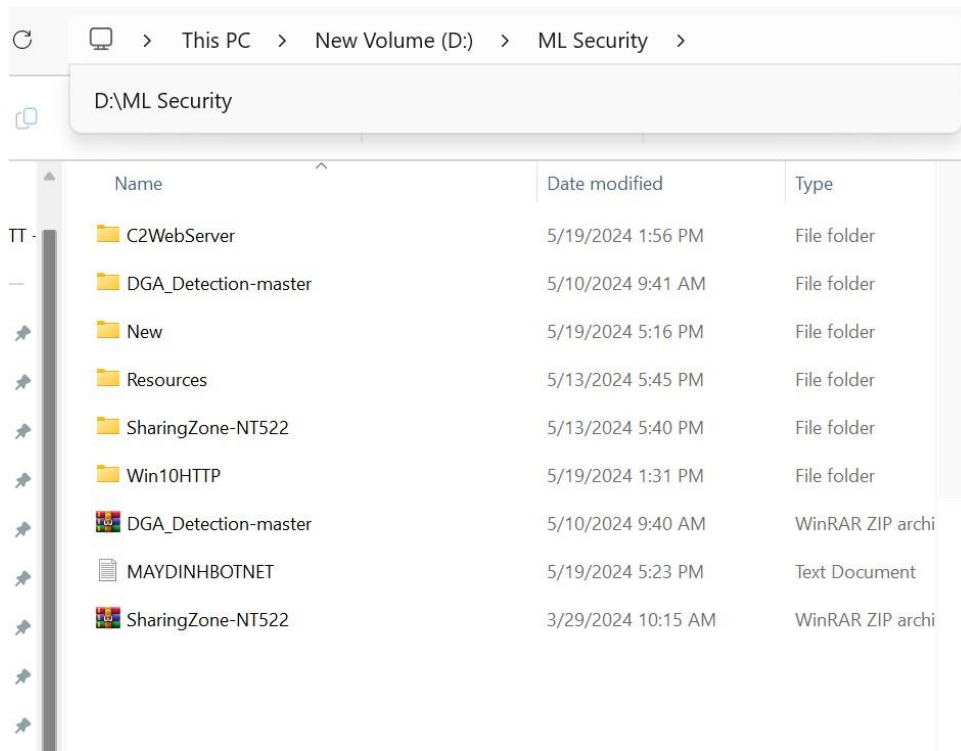 This PC > New Volume (D:) > ML Security >
D:\ML Security
Name Date modified Type
TT -
C2WebServer 5/19/2024 1:56 PM File folder
DGA_Detection-master 5/10/2024 9:41 AM File folder
New 5/19/2024 5:16 PM File folder
Resources 5/13/2024 5:45 PM File folder
SharingZone-NT522 5/13/2024 5:40 PM File folder
Win10HTTP 5/19/2024 1:31 PM File folder
DGA_Detection-master 5/10/2024 9:40 AM WinRAR ZIP archi
MAYDINHBOTNET 5/19/2024 5:23 PM Text Document
SharingZone-NT522 3/29/2024 10:15 AM WinRAR ZIP archi